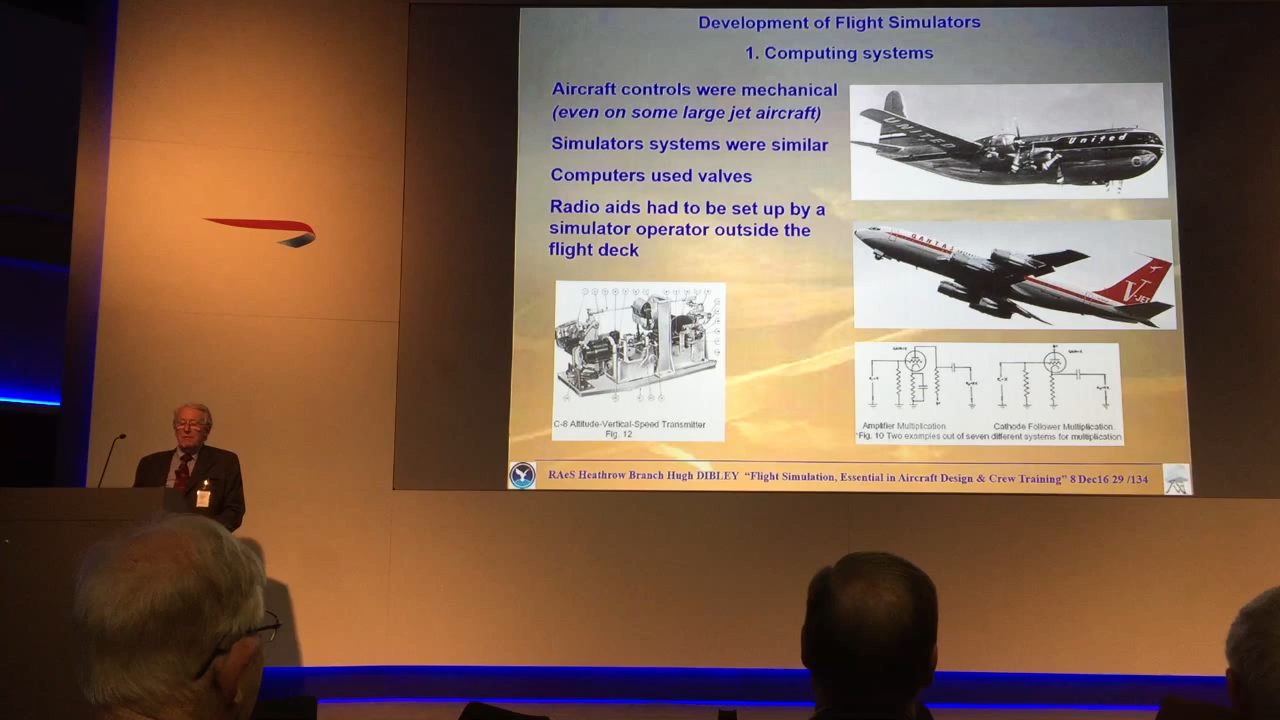 Development of Flight Simulators
1. Computing systems
Aircraft controls were mechanical
(even on some large jet aircraft)
Simulators systems were similar
Computers used valves
Radio aids had to be set up by a
simulator operator outside the
flight deck
UNITED
United
QANTAS
V-JET
C-8 Attitude-Vertical-Speed Transmitter
Fig. 12
Amplifier Multiplication
Cathode Follower Multiplication
Fig. 10 Two examples out of seven different systems for multiplication
RAeS Heathrow Branch Hugh DIBLEY "Flight Simulation, Essential in Aircraft Design & Crew Training" 8 Dec16 29 /134